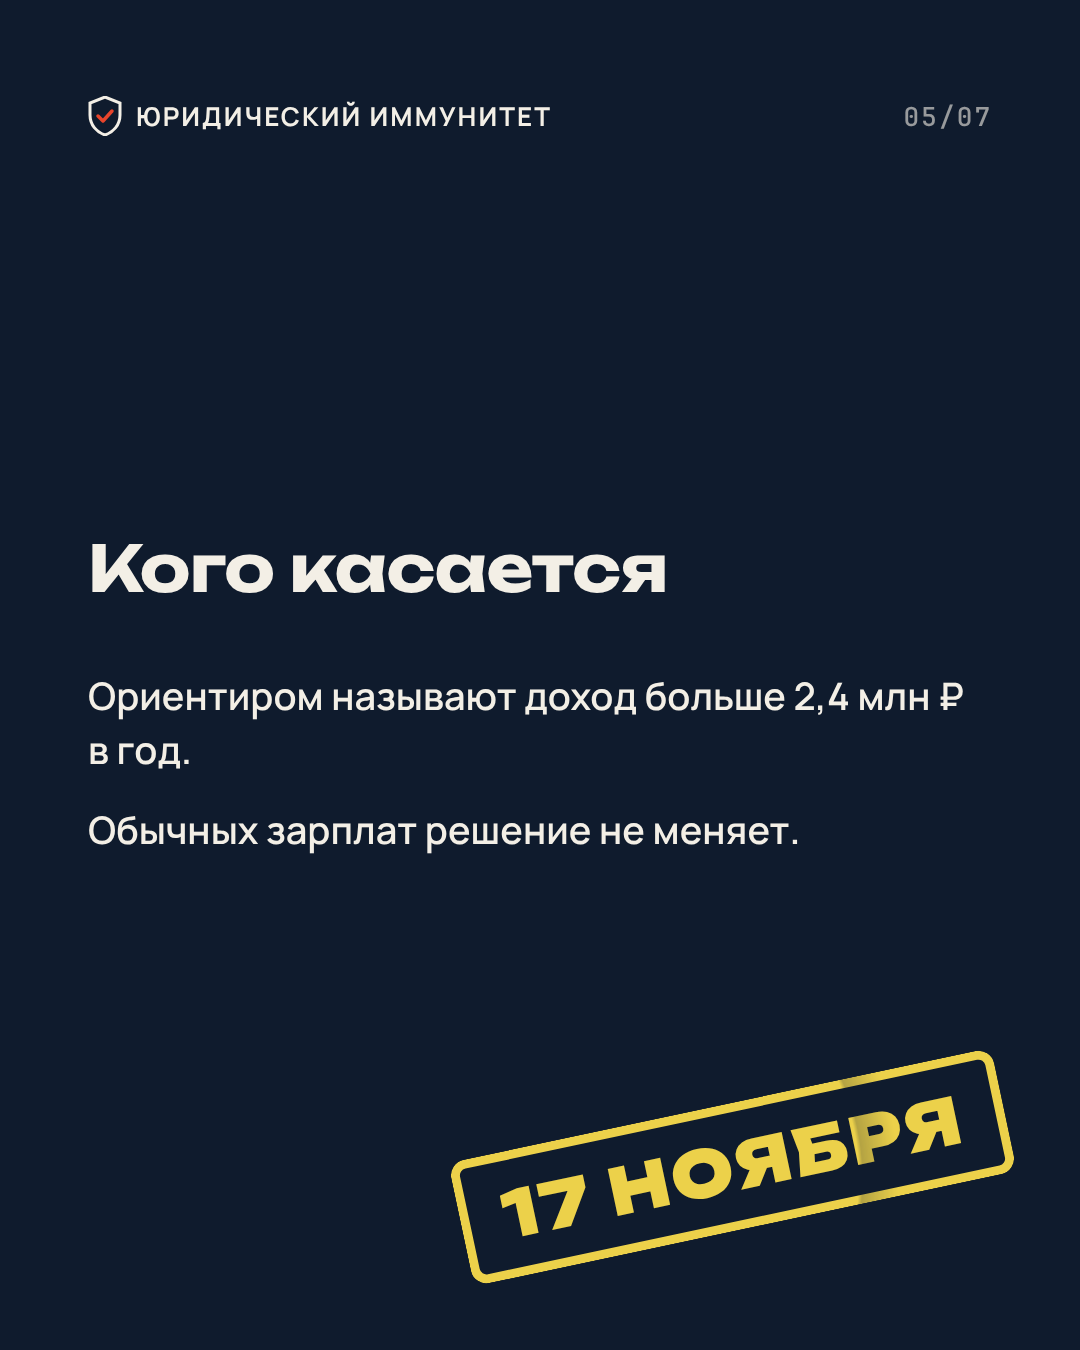 ЮРИДИЧЕСКИЙ ИММУНИТЕТ
05/07
Кого касается
Ориентиром называют доход больше 2,4 млн ₽
в год.
Обычных зарплат решение не меняет.
17 НОЯБРЯ